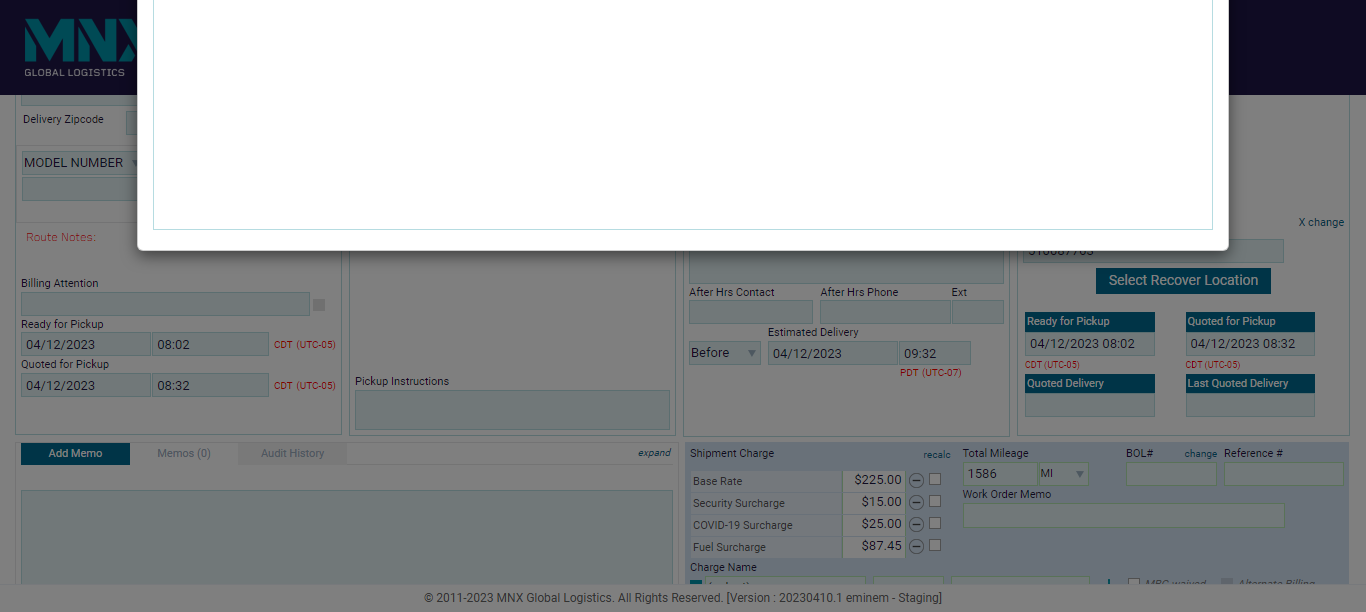 MNX
GLOBAL LOGISTICS
Delivery Zipcode
MODEL NUMBER
Route Notes:
X change
Billing Attention
Ready for Pickup
04/12/2023 08:02 CDT (UTC-05)
Quoted for Pickup
04/12/2023 08:32 CDT (UTC-05)
Pickup Instructions
After Hrs Contact After Hrs Phone Ext
Estimated Delivery
Before 04/12/2023 09:32
PDT (UTC-07)
Select Recover Location
Ready for Pickup Quoted for Pickup
04/12/2023 08:02 04/12/2023 08:32
CDT (UTC-05) CDT (UTC-05)
Quoted Delivery Last Quoted Delivery
Add Memo Memos (0) Audit History expand
Shipment Charge recalc
Base Rate $225.00
Security Surcharge $15.00
COVID-19 Surcharge $25.00
Fuel Surcharge $87.45
Charge Name
Total Mileage BOL# change Reference #
1586 MI
Work Order Memo
MBG waived Alternate Billing
© 2011-2023 MNX Global Logistics. All Rights Reserved. [Version : 20230410.1 eminem - Staging]